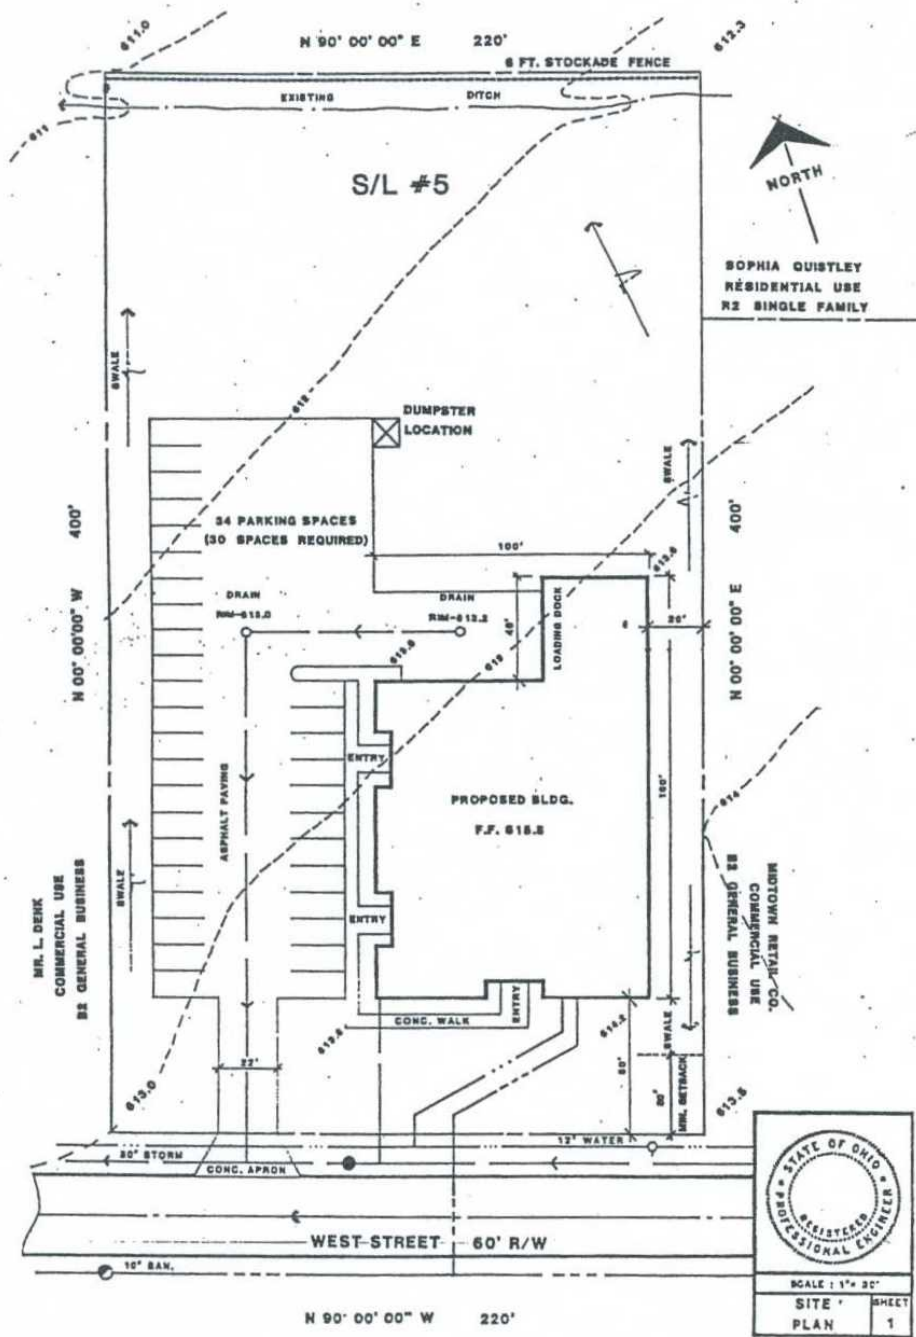 611.0
N 90° 00' 00" E 220'
612.3
6 FT. STOCKADE FENCE
EXISTING DITCH
611
S/L #5
NORTH
SOPHIA QUISTLEY
RESIDENTIAL USE
R2 SINGLE FAMILY
SWALE
612
DUMPSTER
LOCATION
SWALE
400'
34 PARKING SPACES
(30 SPACES REQUIRED)
400'
100'
DRAIN
DRAIN
LOADING DOCK
N 00° 00'00" W
N 00° 00' 00" E
ENTRY
ASPHALT PAVING
PROPOSED BLDG.
614
SWALE
MR. L. DENK
COMMERCIAL USE
B2 GENERAL BUSINESS
MIDTOWN RETAIL CO.
COMMERCIAL USE
B2 GENERAL BUSINESS
ENTRY
ENTRY
CONC. WALK
614.2
SWALE
613.0
22'
MIN. SETBACK
613.5
12" WATER
STORM
CONC. APRON
WEST STREET 60' R/W
10" SAN.
N 90° 00' 00" W 220'
STATE OF OHIO
REGISTERED
PROFESSIONAL ENGINEER
SITE
PLAN
SHEET
1